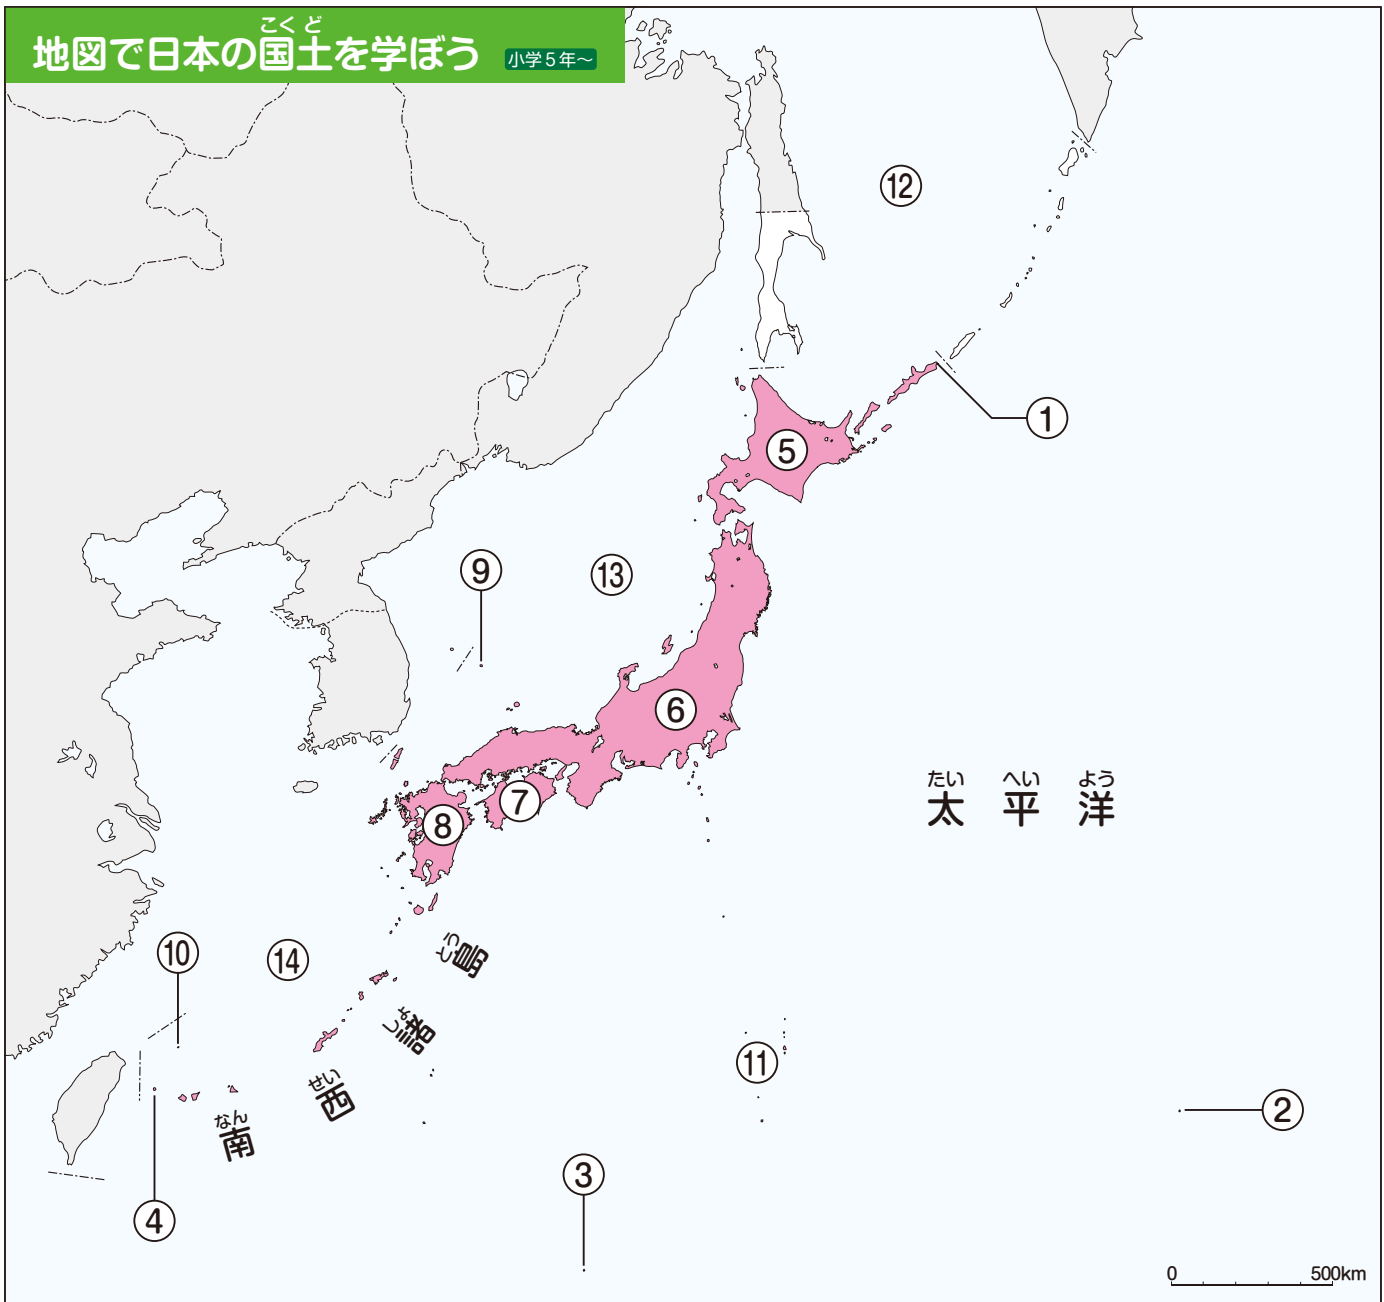 こくど
地図で日本の国土を学ぼう
小学5年～
⑫
①
⑤
⑨
⑬
⑥
たい へい よう
太平洋
⑦
⑧
⑩
⑭
とう
島
しょ
諸
⑪
せい
西
なん
南
②
③
④
0 500km